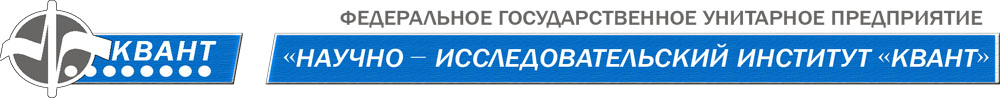 ФЕДЕРАЛЬНОЕ ГОСУДАРСТВЕННОЕ УНИТАРНОЕ ПРЕДПРИЯТИЕ
КВАНТ
«НАУЧНО – ИССЛЕДОВАТЕЛЬСКИЙ ИНСТИТУТ «КВАНТ»